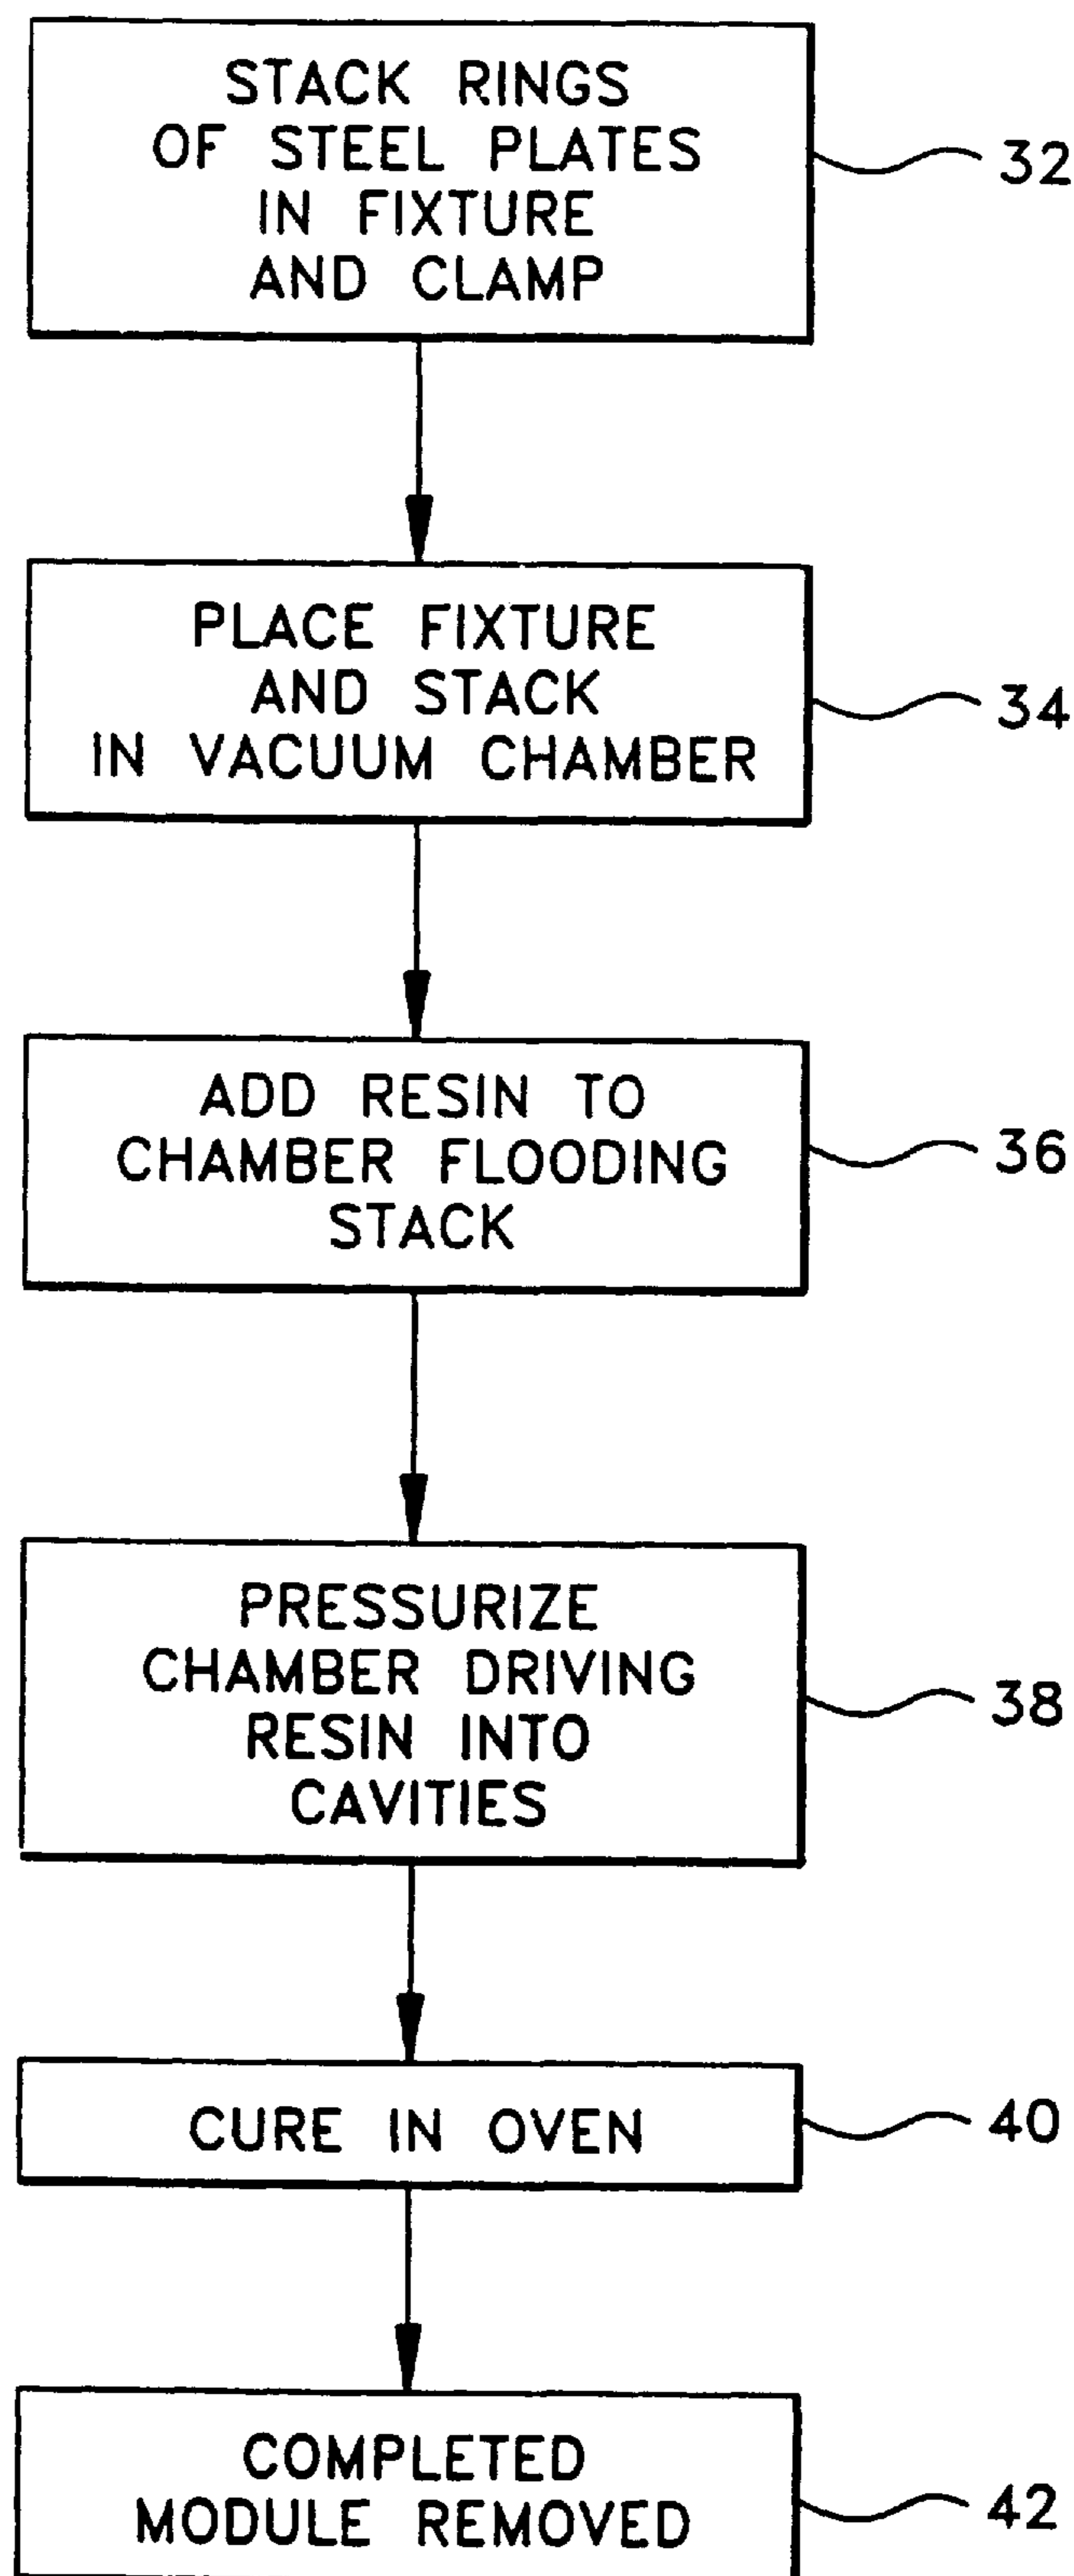 STACK RINGS
OF STEEL PLATES
IN FIXTURE
AND CLAMP
32
PLACE FIXTURE
AND STACK
IN VACUUM CHAMBER
34
ADD RESIN TO
CHAMBER FLOODING
STACK
36
PRESSURIZE
CHAMBER DRIVING
RESIN INTO
CAVITIES
38
CURE IN OVEN
40
COMPLETED
MODULE REMOVED
42